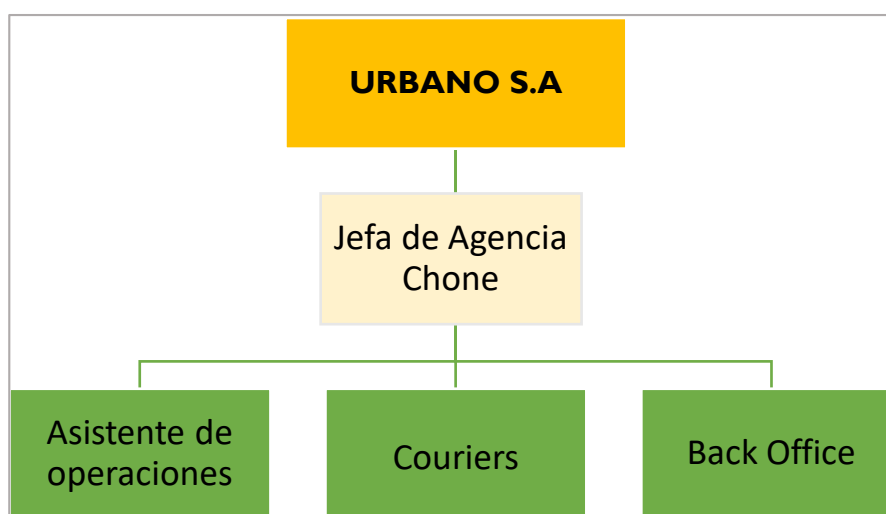 URBANO S.A
Jefa de Agencia
Chone
Asistente de
operaciones
Couriers
Back Office